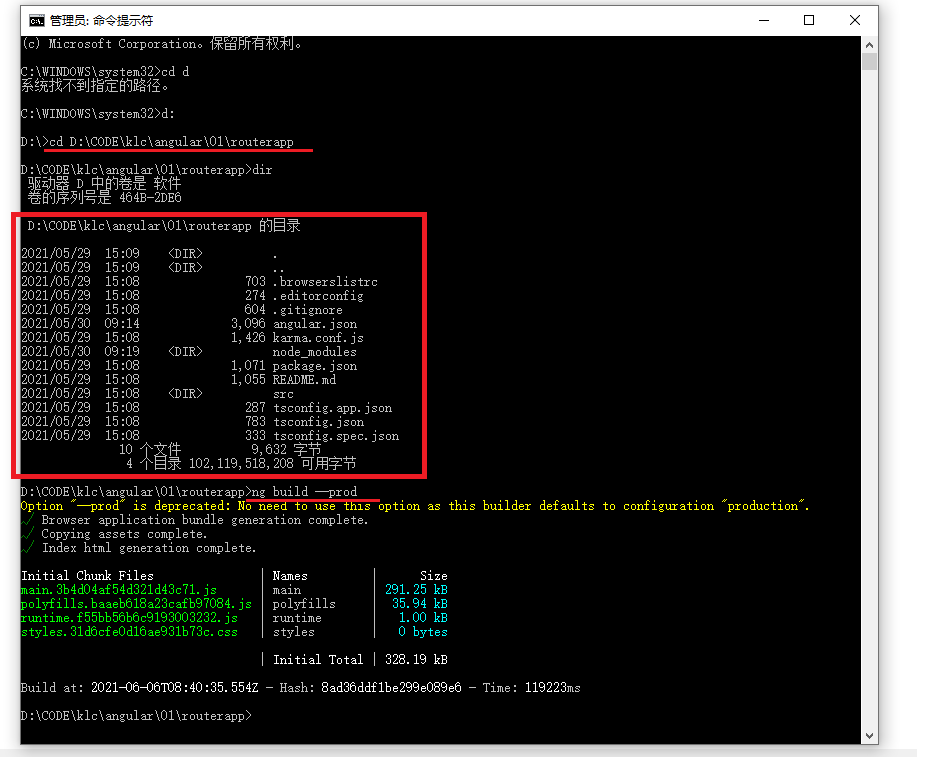 管理员: 命令提示符
(c) Microsoft Corporation。保留所有权利。
C:\WINDOWS\system32>cd d
系统找不到指定的路径。
C:\WINDOWS\system32>d:
D:\>cd D:\CODE\klc\angular\01\routerapp
D:\CODE\klc\angular\01\routerapp>dir
驱动器 D 中的卷是 软件
卷的序列号是 464B-2DE6
D:\CODE\klc\angular\01\routerapp 的目录
2021/05/29  15:09    <DIR>          .
2021/05/29  15:09    <DIR>          ..
2021/05/29  15:08               703 .browserslistrc
2021/05/29  15:08               274 .editorconfig
2021/05/29  15:08               604 .gitignore
2021/05/30  09:14             3,096 angular.json
2021/05/29  15:08             1,426 karma.conf.js
2021/05/30  09:19    <DIR>          node_modules
2021/05/29  15:08             1,071 package.json
2021/05/29  15:08             1,055 README.md
2021/05/29  15:08    <DIR>          src
2021/05/29  15:08               287 tsconfig.app.json
2021/05/29  15:08               783 tsconfig.json
2021/05/29  15:08               333 tsconfig.spec.json
10 个文件          9,632 字节
4 个目录 102,119,518,208 可用字节
D:\CODE\klc\angular\01\routerapp>ng build --prod
Option "--prod" is deprecated: No need to use this option as this builder defaults to configuration "production".
✓ Browser application bundle generation complete.
✓ Copying assets complete.
✓ Index html generation complete.
Initial Chunk Files | Names | Size
main.3b4d04af54d321d43c71.js | main | 291.25 kB
polyfills.baaeb618a23cafb97084.js | polyfills | 35.94 kB
runtime.f55bb56b6c9193003232.js | runtime | 1.00 kB
styles.31d6cfe0d16ae931b73c.css | styles | 0 bytes
| Initial Total | 328.19 kB
Build at: 2021-06-06T08:40:35.554Z - Hash: 8ad36ddf1be299e089e6 - Time: 119223ms
D:\CODE\klc\angular\01\routerapp>